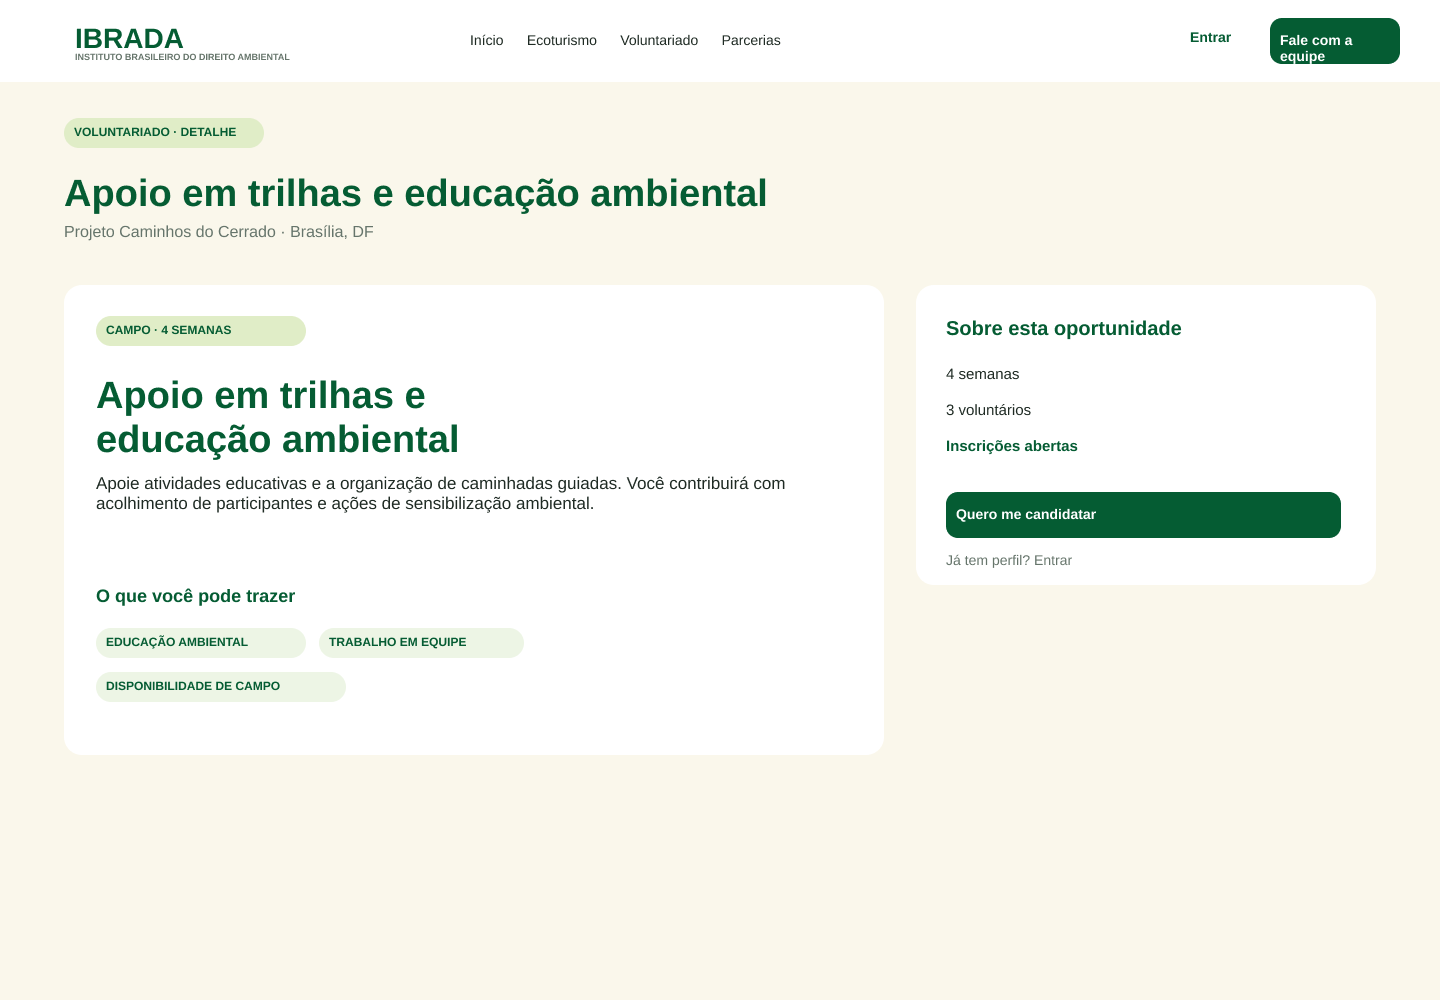 IBRADA
INSTITUTO BRASILEIRO DO DIREITO AMBIENTAL
Início Ecoturismo Voluntariado Parcerias
Entrar
Fale com a
equipe
VOLUNTARIADO · DETALHE
Apoio em trilhas e educação ambiental
Projeto Caminhos do Cerrado · Brasília, DF
CAMPO · 4 SEMANAS
Apoio em trilhas e
educação ambiental
Apoie atividades educativas e a organização de caminhadas guiadas. Você contribuirá com
acolhimento de participantes e ações de sensibilização ambiental.
O que você pode trazer
EDUCAÇÃO AMBIENTAL
TRABALHO EM EQUIPE
DISPONIBILIDADE DE CAMPO
Sobre esta oportunidade
4 semanas
3 voluntários
Inscrições abertas
Quero me candidatar
Já tem perfil? Entrar